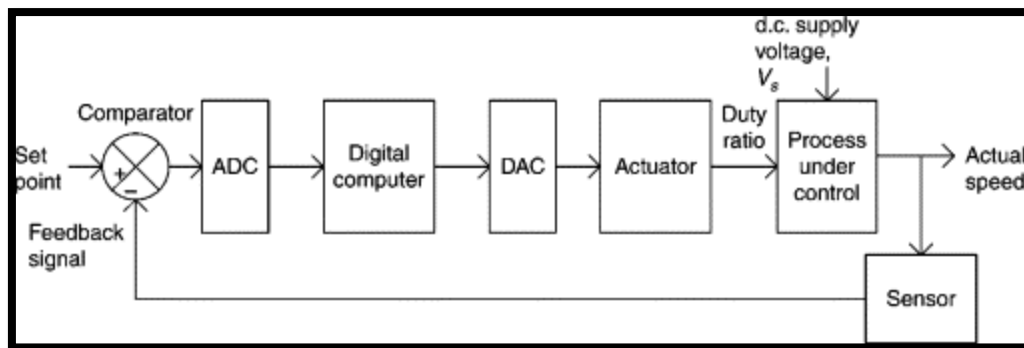 d.c. supply
voltage,
Vs
Comparator
Set
point
+
−
Feedback
signal
ADC
Digital
computer
DAC
Actuator
Duty
ratio
Process
under
control
Actual
speed
Sensor